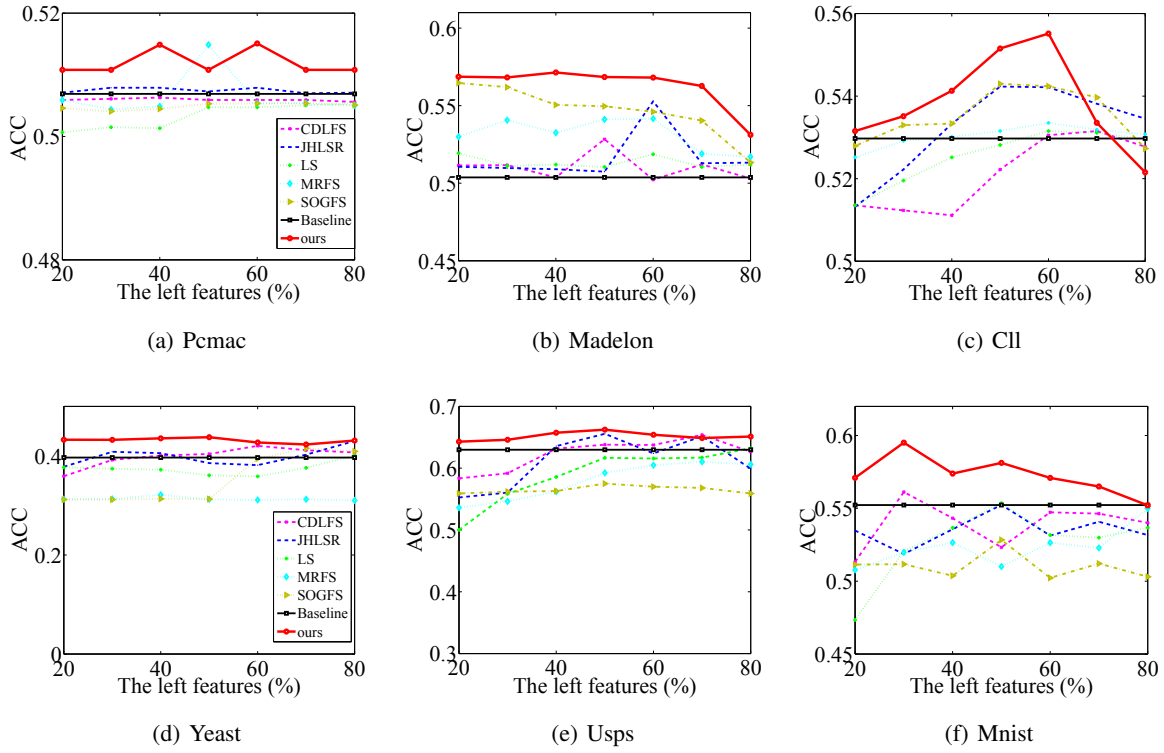 0.52
0.5
0.48
ACC
CDLFS
JHLSR
LS
MRFS
SOGFS
Baseline
ours
20 40 60 80
The left features (%)
(a) Pcmac
0.6
0.55
0.5
0.45
ACC
20 40 60 80
The left features (%)
(b) Madelon
0.56
0.54
0.52
0.5
ACC
20 40 60 80
The left features (%)
(c) Cll
0.4
0.2
0
ACC
CDLFS
JHLSR
LS
MRFS
SOGFS
Baseline
ours
20 40 60 80
The left features (%)
(d) Yeast
0.7
0.6
0.5
0.4
0.3
ACC
20 40 60 80
The left features (%)
(e) Usps
0.6
0.55
0.5
0.45
ACC
20 40 60 80
The left features (%)
(f) Mnist